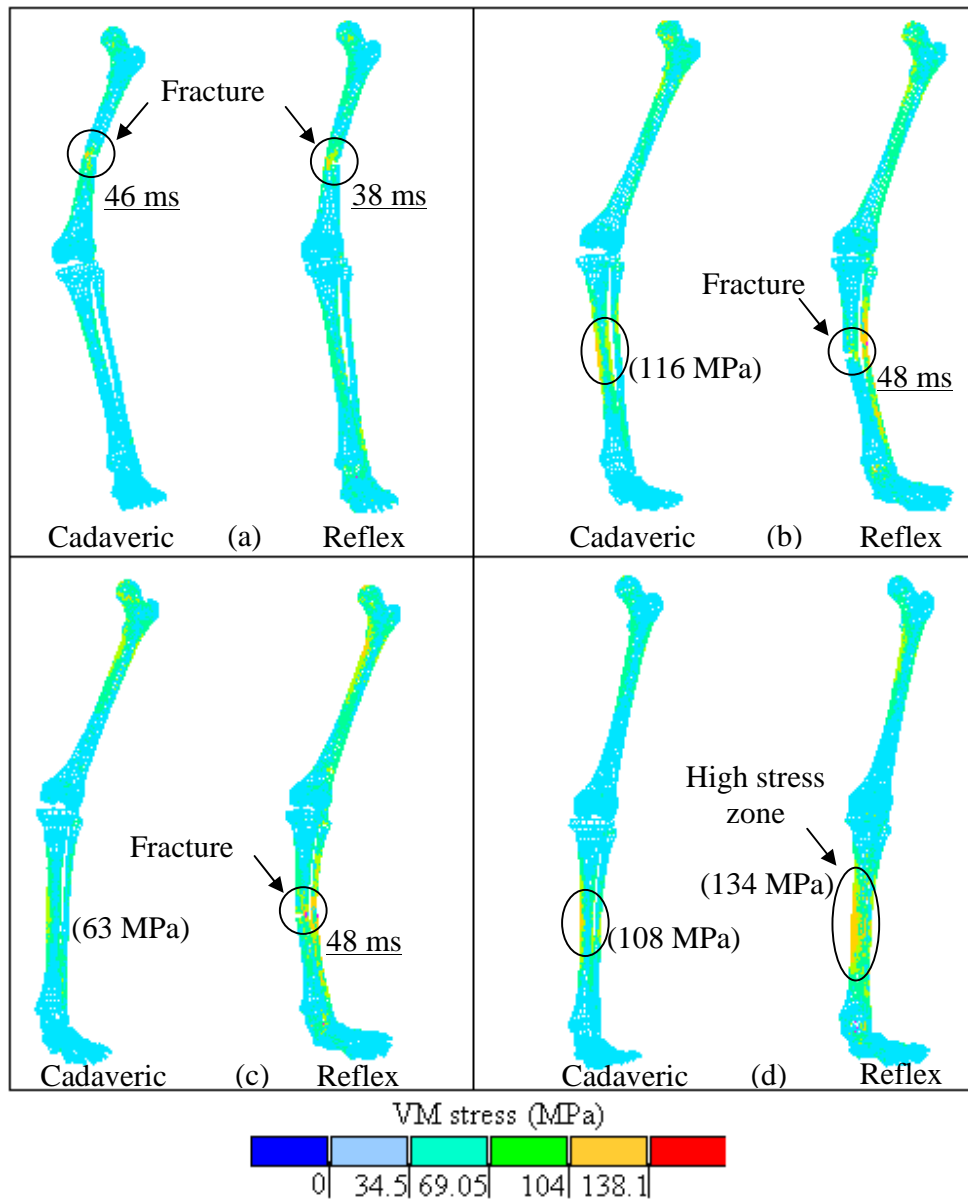 Fracture
46 ms
38 ms
Cadaveric (a) Reflex
Fracture
(116 MPa)
48 ms
Cadaveric (b) Reflex
Fracture
(63 MPa)
48 ms
Cadaveric (c) Reflex
High stress
zone
(134 MPa)
(108 MPa)
Cadaveric (d) Reflex
VM stress (MPa)
0 34.5 69.05 104 138.1